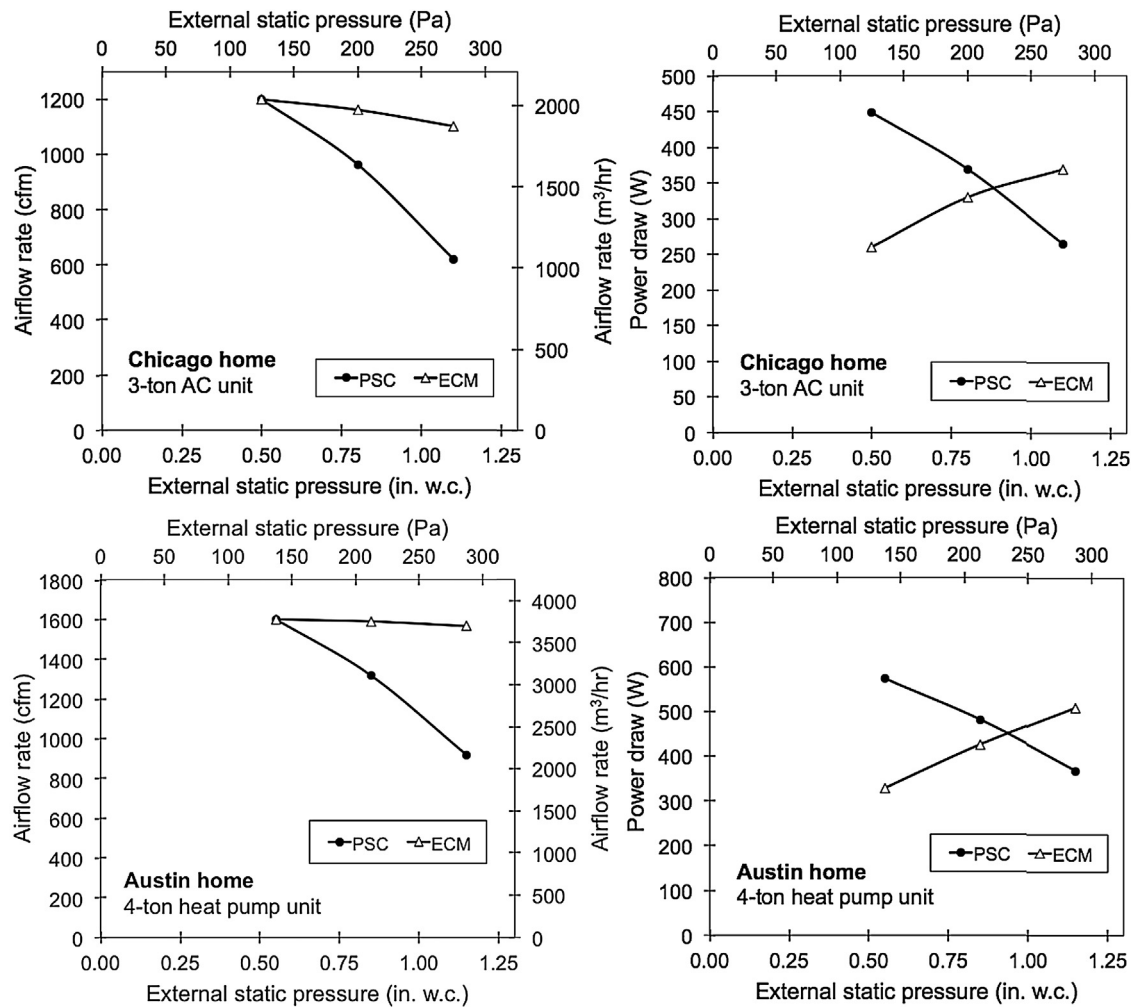 External static pressure (Pa)
0 50 100 150 200 250 300
Airflow rate (cfm)
1200
1000
800
600
400
200
0
2000
1500
1000
500
0
Airflow rate (m³/hr)
Chicago home
3-ton AC unit
PSC ECM
0.00 0.25 0.50 0.75 1.00 1.25
External static pressure (in. w.c.)
External static pressure (Pa)
0 50 100 150 200 250 300
Power draw (W)
500
450
400
350
300
250
200
150
100
50
0
Chicago home
3-ton AC unit
PSC ECM
0.00 0.25 0.50 0.75 1.00 1.25
External static pressure (in. w.c.)
External static pressure (Pa)
0 50 100 150 200 250 300
Airflow rate (cfm)
1800
1600
1400
1200
1000
800
600
400
200
0
4000
3500
3000
2500
2000
1500
1000
500
0
Airflow rate (m³/hr)
PSC ECM
Austin home
4-ton heat pump unit
0.00 0.25 0.50 0.75 1.00 1.25
External static pressure (in. w.c.)
External static pressure (Pa)
0 50 100 150 200 250 300
Power draw (W)
800
700
600
500
400
300
200
100
0
PSC ECM
Austin home
4-ton heat pump unit
0.00 0.25 0.50 0.75 1.00 1.25
External static pressure (in. w.c.)